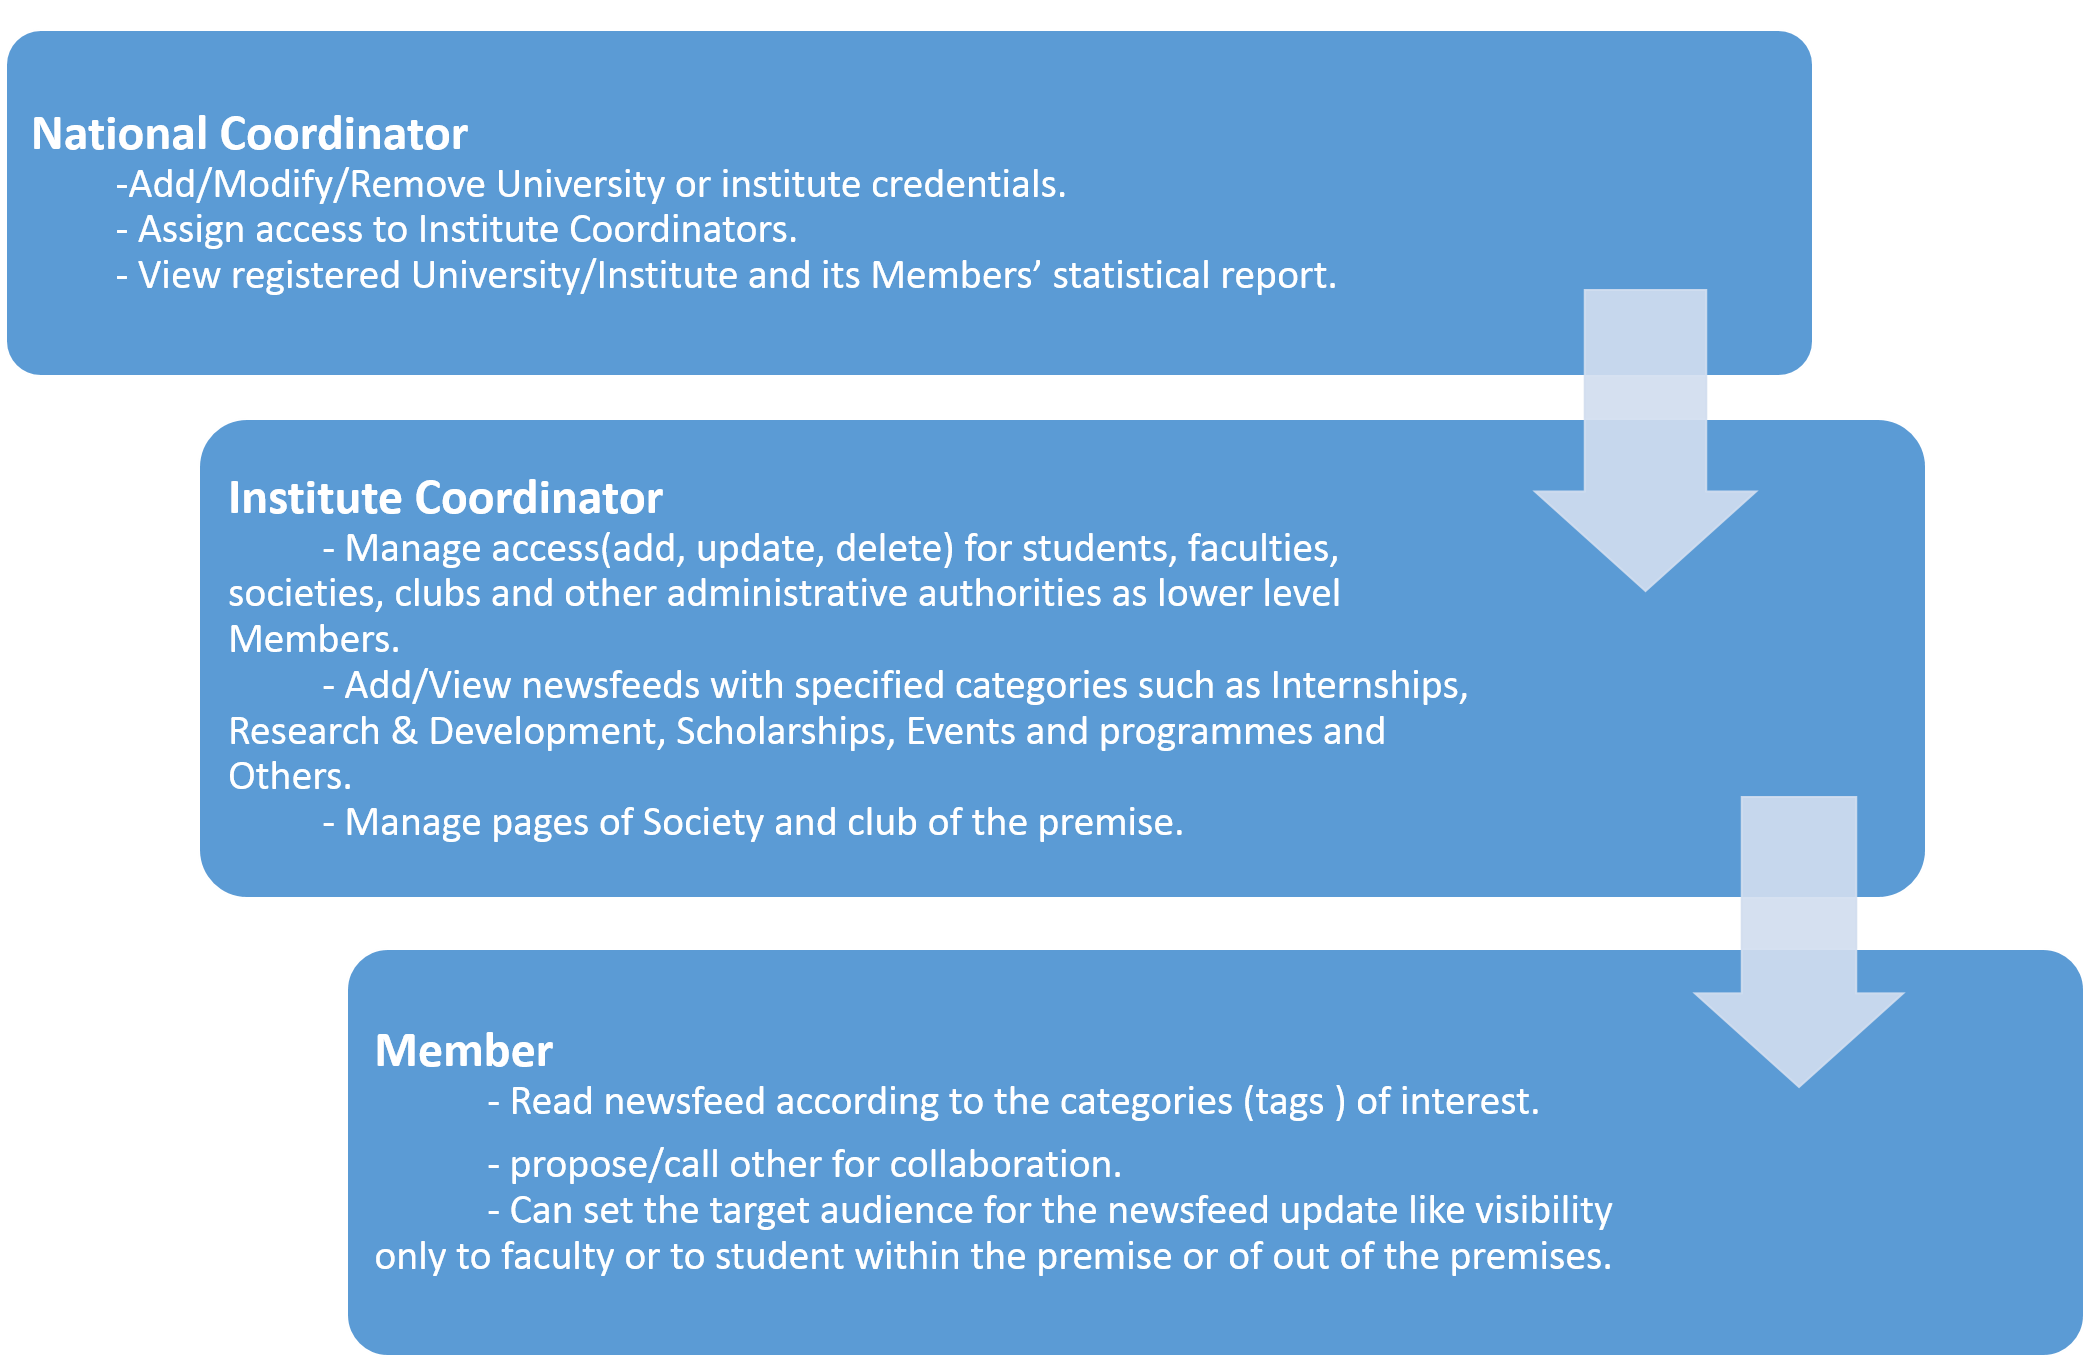 National Coordinator
-Add/Modify/Remove University or institute credentials.
- Assign access to Institute Coordinators.
- View registered University/Institute and its Members’ statistical report.
Institute Coordinator
- Manage access(add, update, delete) for students, faculties,
societies, clubs and other administrative authorities as lower level
Members.
- Add/View newsfeeds with specified categories such as Internships,
Research & Development, Scholarships, Events and programmes and
Others.
- Manage pages of Society and club of the premise.
Member
- Read newsfeed according to the categories (tags ) of interest.
- propose/call other for collaboration.
- Can set the target audience for the newsfeed update like visibility
only to faculty or to student within the premise or of out of the premises.